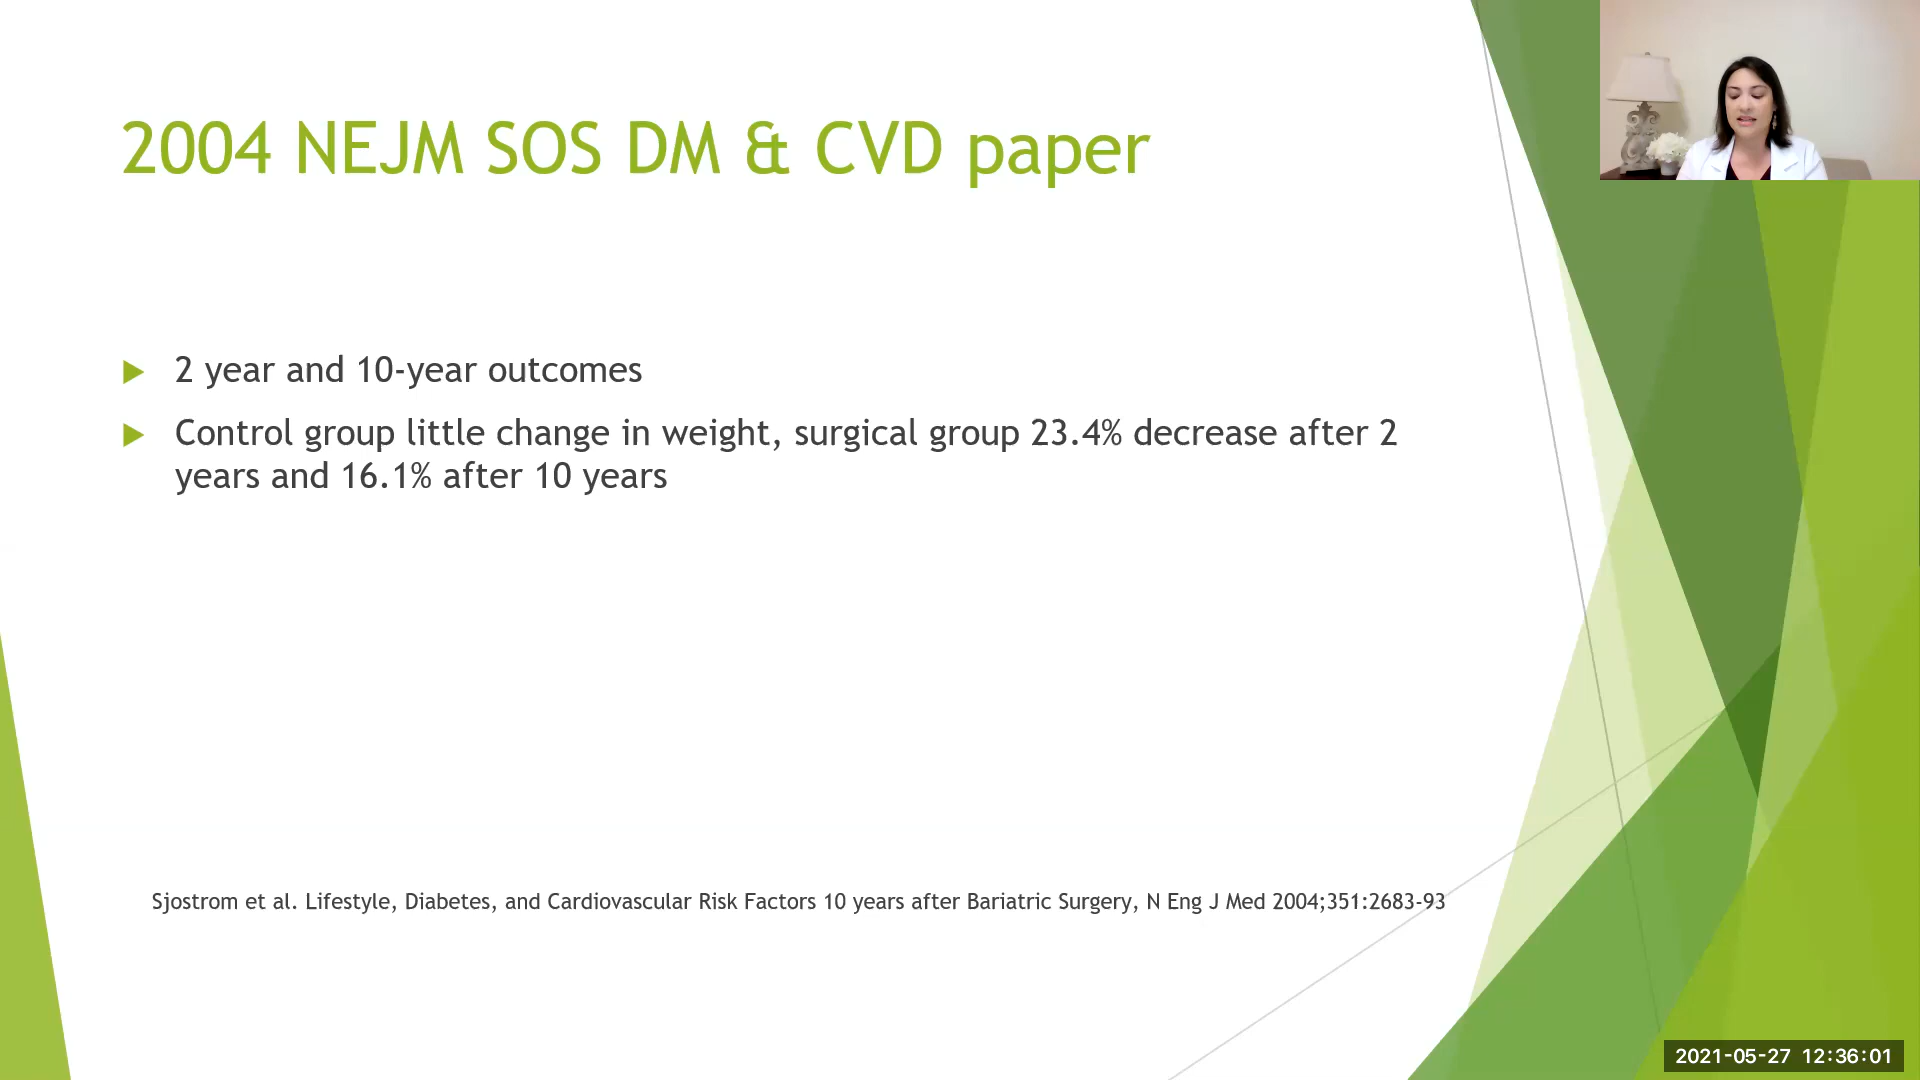 2004 NEJM SOS DM & CVD paper
2 year and 10-year outcomes
Control group little change in weight, surgical group 23.4% decrease after 2
years and 16.1% after 10 years
Sjostrom et al. Lifestyle, Diabetes, and Cardiovascular Risk Factors 10 years after Bariatric Surgery, N Eng J Med 2004;351:2683-93
2021-05-27 12:36:01